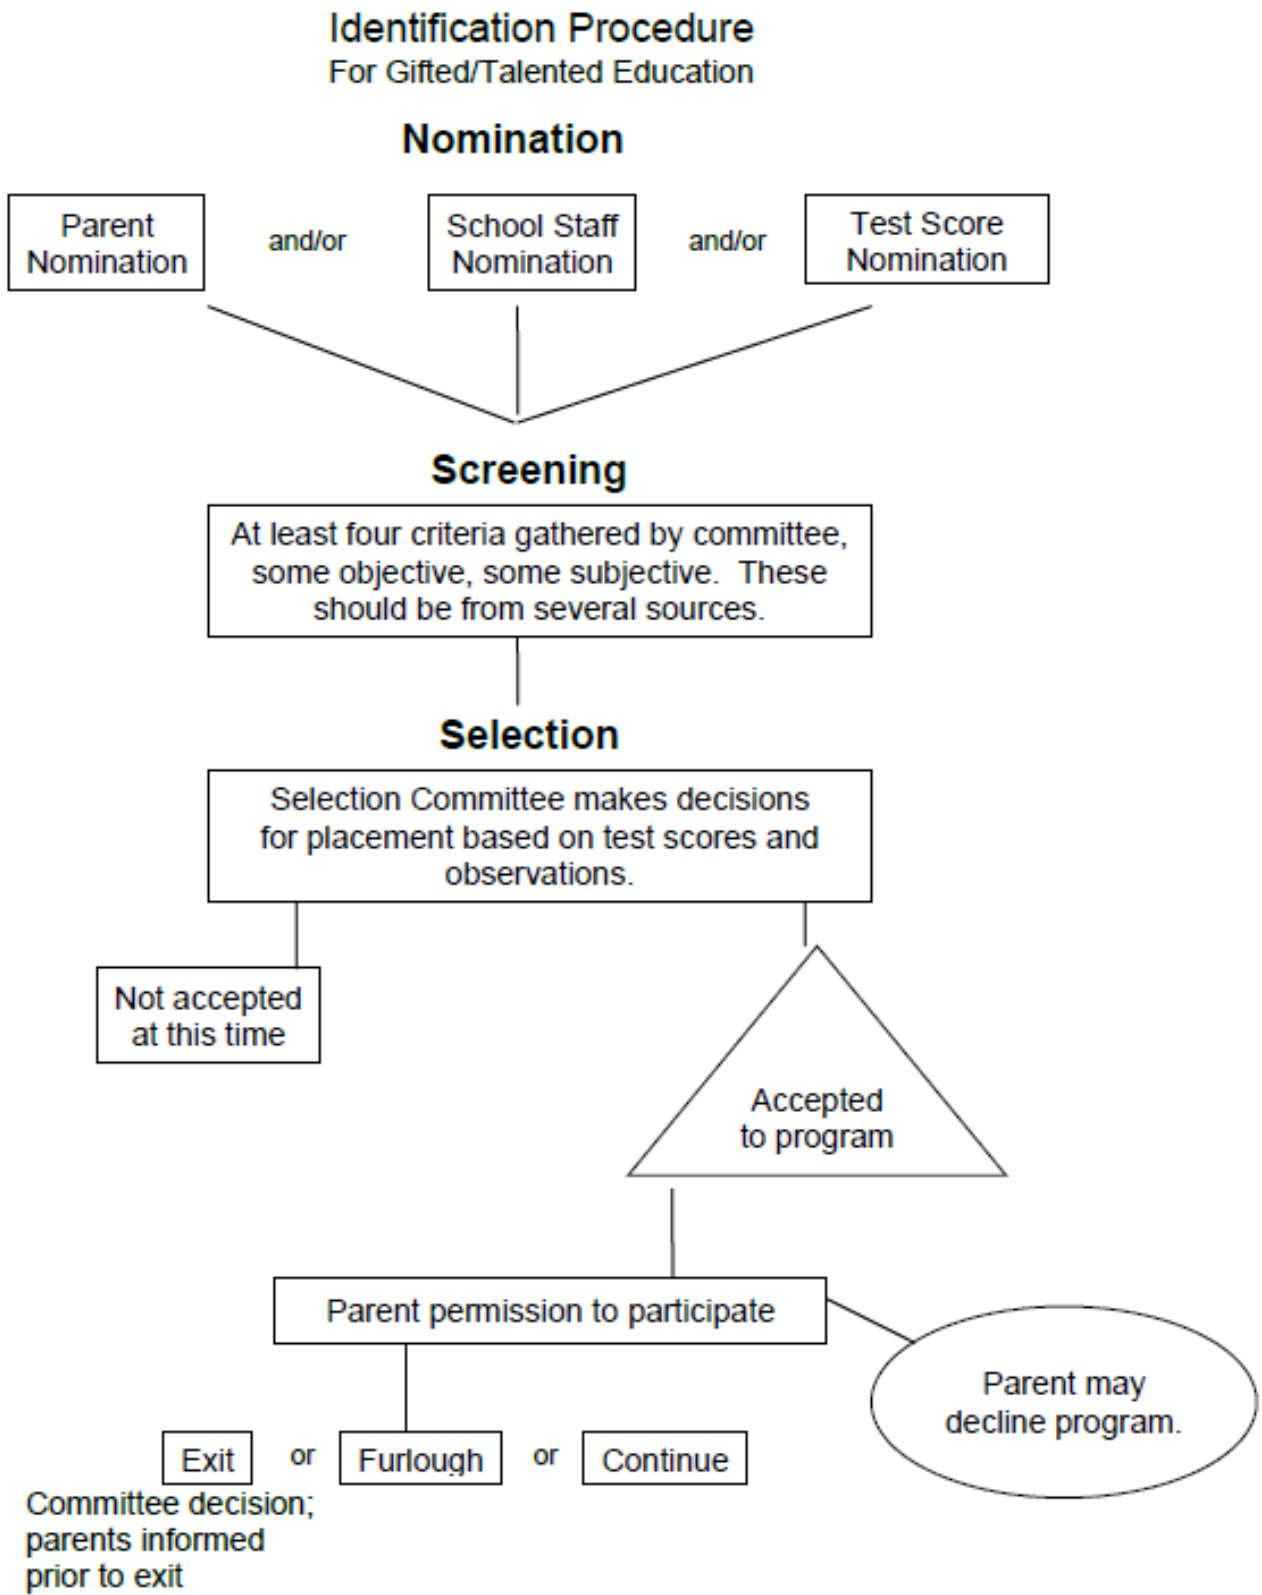 Identification Procedure
For Gifted/Talented Education
Nomination
Parent
Nomination
and/or
School Staff
Nomination
and/or
Test Score
Nomination
Screening
At least four criteria gathered by committee,
some objective, some subjective.  These
should be from several sources.
Selection
Selection Committee makes decisions
for placement based on test scores and
observations.
Not accepted
at this time
Accepted
to program
Parent permission to participate
Parent may
decline program.
Exit
or
Furlough
or
Continue
Committee decision;
parents informed
prior to exit